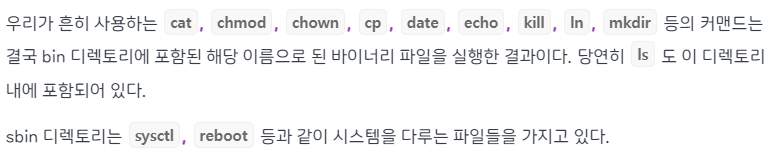 우리가 흔히 사용하는 cat, chmod, chown, cp, date, echo, kill, ln, mkdir 등의 커맨드는
결국 bin 디렉토리에 포함된 해당 이름으로 된 바이너리 파일을 실행한 결과이다. 당연히 ls 도 이 디렉토리
내에 포함되어 있다.
sbin 디렉토리는 sysctl, reboot 등과 같이 시스템을 다루는 파일들을 가지고 있다.